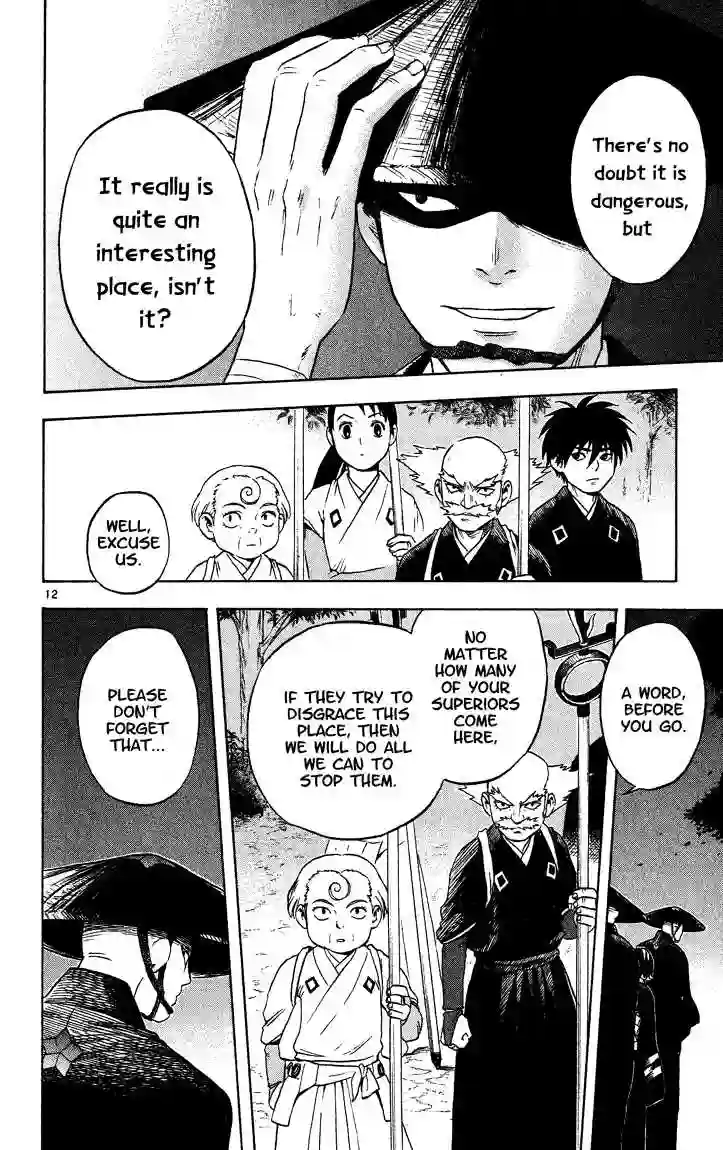 There's no
doubt it is
dangerous,
but
It really is
quite an
interesting
place, isn't
it?
WELL,
EXCUSE
US.
12
A WORD,
BEFORE
YOU GO.
NO
MATTER
HOW MANY
OF YOUR
SUPERIORS
COME
HERE,
IF THEY TRY TO
DISGRACE THIS
PLACE, THEN
WE WILL DO ALL
WE CAN TO
STOP THEM.
PLEASE
DON'T
FORGET
THAT...